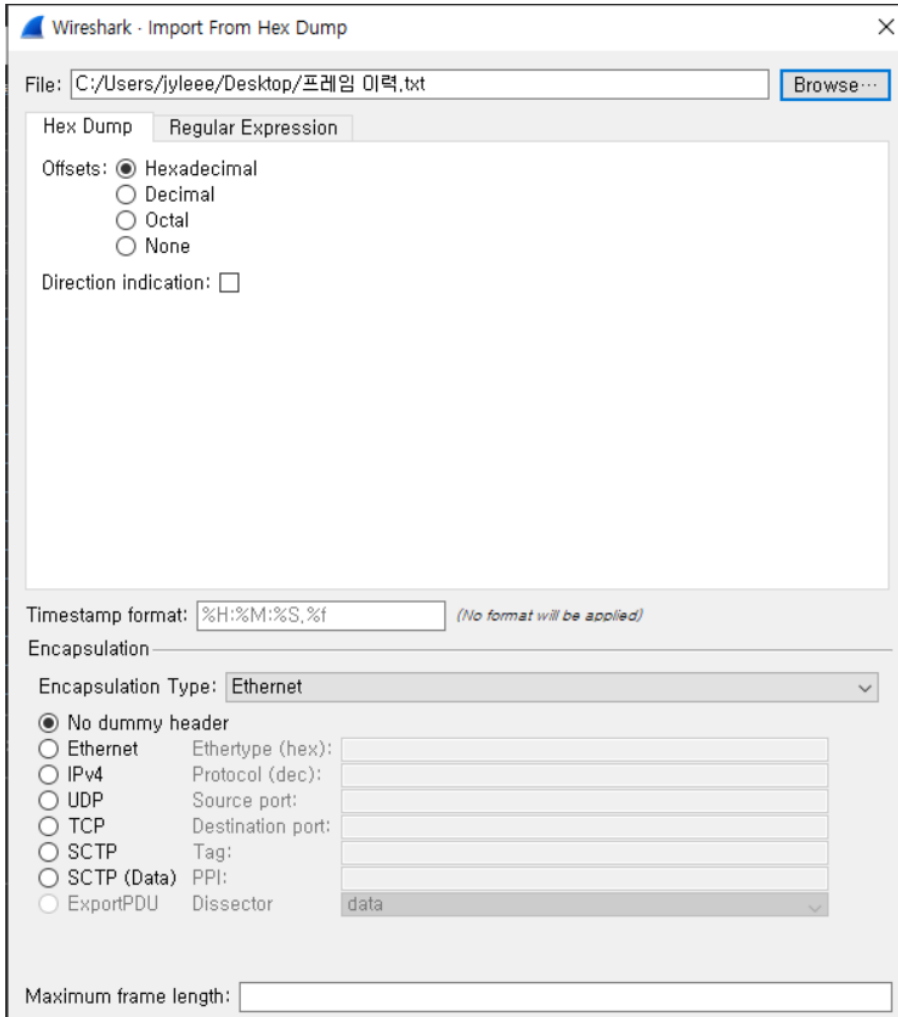 Wireshark · Import From Hex Dump
File: C:/Users/jyleee/Desktop/프레임 이력.txt Browse…
Hex Dump Regular Expression
Offsets: Hexadecimal
Decimal
Octal
None
Direction indication:
Timestamp format: %H:%M:%S.%f (No format will be applied)
Encapsulation
Encapsulation Type: Ethernet
No dummy header
Ethernet Ethertype (hex):
IPv4 Protocol (dec):
UDP Source port:
TCP Destination port:
SCTP Tag:
SCTP (Data) PPI:
ExportPDU Dissector data
Maximum frame length: